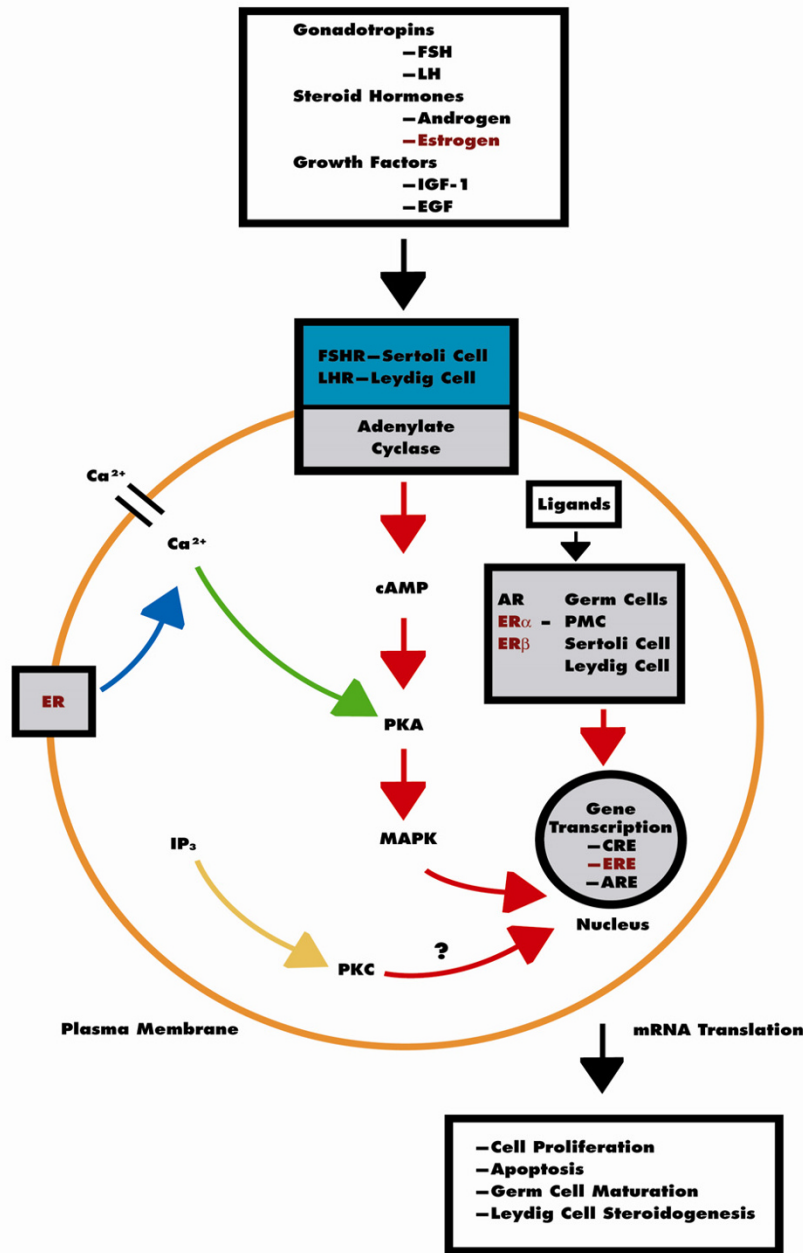 Gonadotropins
–FSH
–LH
Steroid Hormones
–Androgen
–Estrogen
Growth Factors
–IGF-1
–EGF
FSHR–Sertoli Cell
LHR–Leydig Cell
Adenylate
Cyclase
Ca²⁺
Ca²⁺
Ligands
cAMP
AR Germ Cells
ERα – PMC
ERβ Sertoli Cell
Leydig Cell
ER
PKA
MAPK
IP₃
Gene
Transcription
–CRE
–ERE
–ARE
Nucleus
?
PKC
Plasma Membrane
mRNA Translation
–Cell Proliferation
–Apoptosis
–Germ Cell Maturation
–Leydig Cell Steroidogenesis